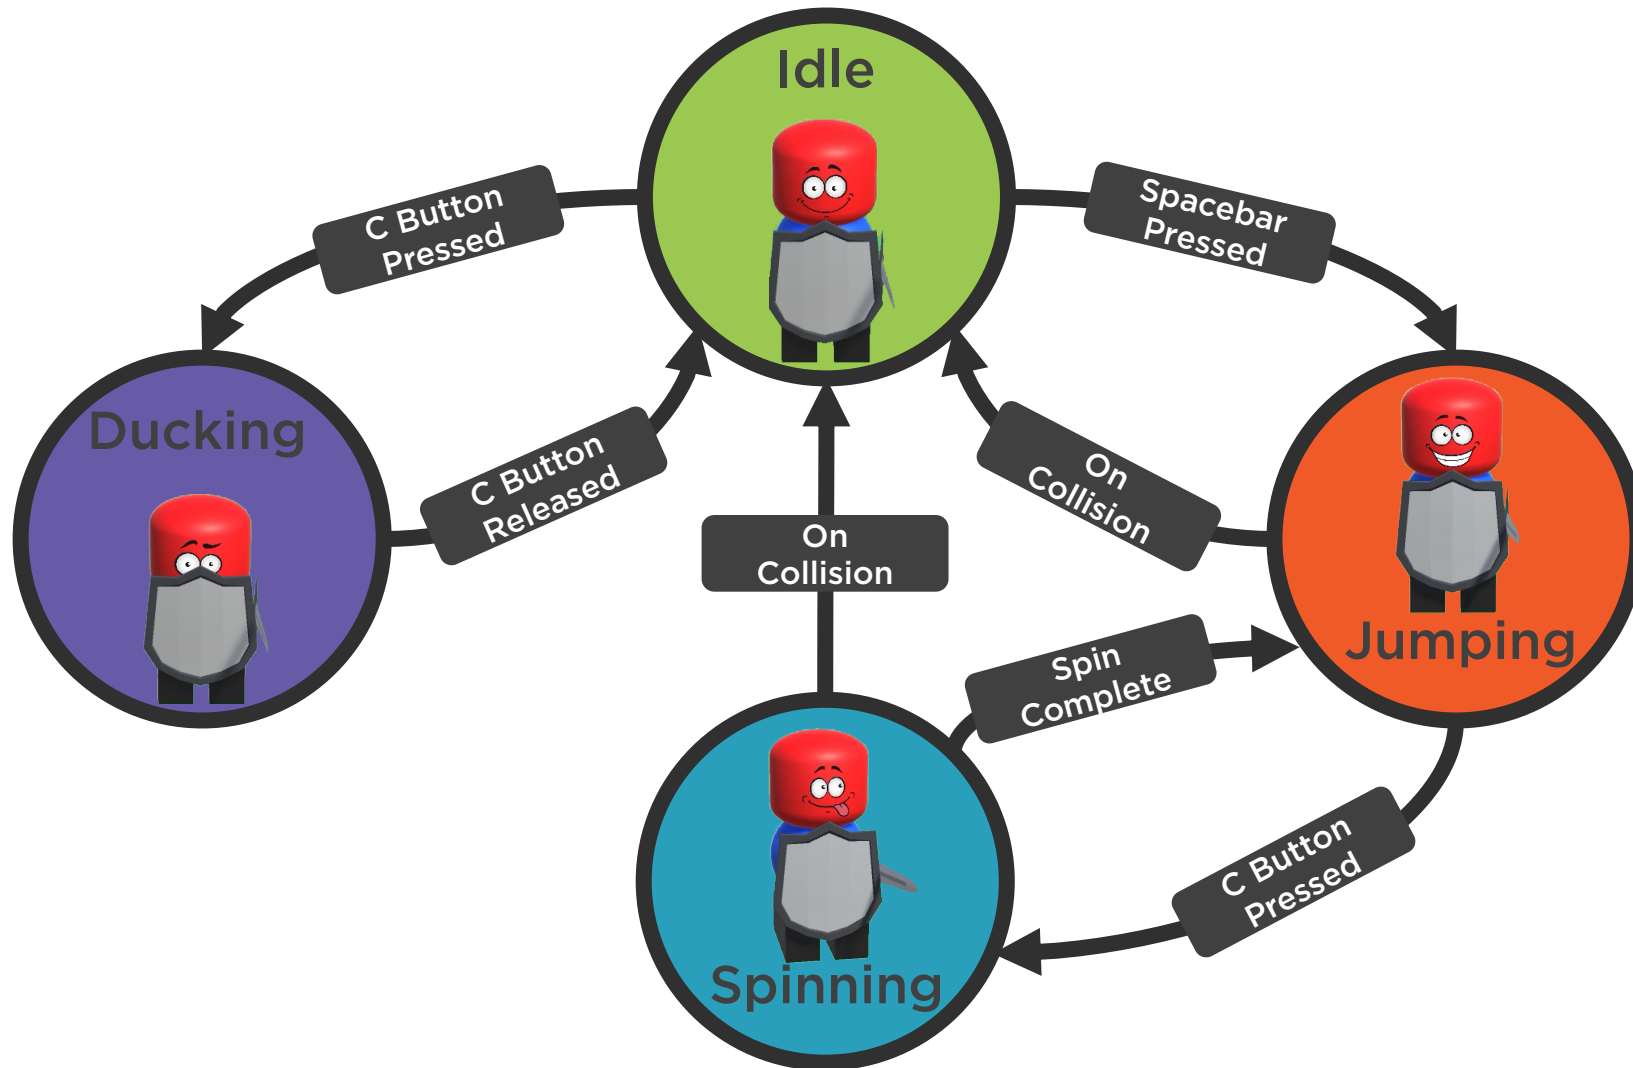 Idle
C Button
Pressed
Spacebar
Pressed
Ducking
C Button
Released
On
Collision
On
Collision
Jumping
Spin
Complete
C Button
Pressed
Spinning